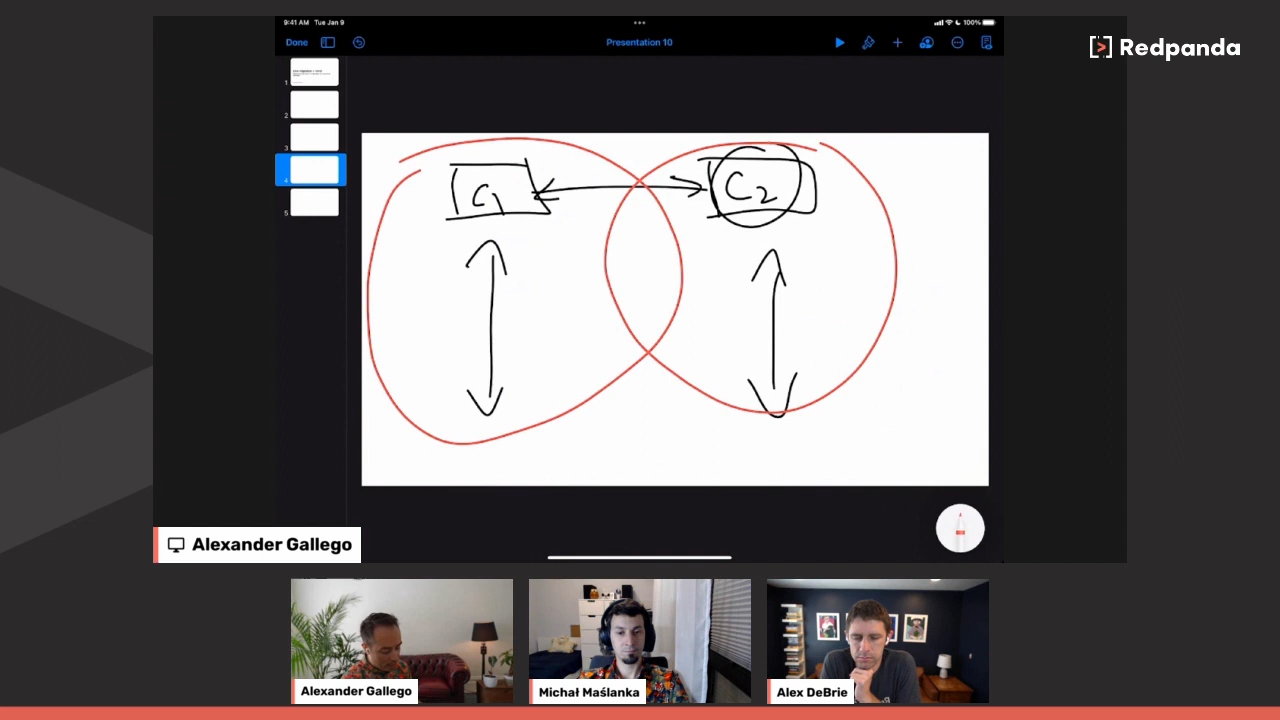 9:41 AM Tue Jan 9
100%
Done
Presentation 10
Redpanda
1
2
3
4
5
C1
C2
Alexander Gallego
Alexander Gallego
Michał Maślanka
Alex DeBrie